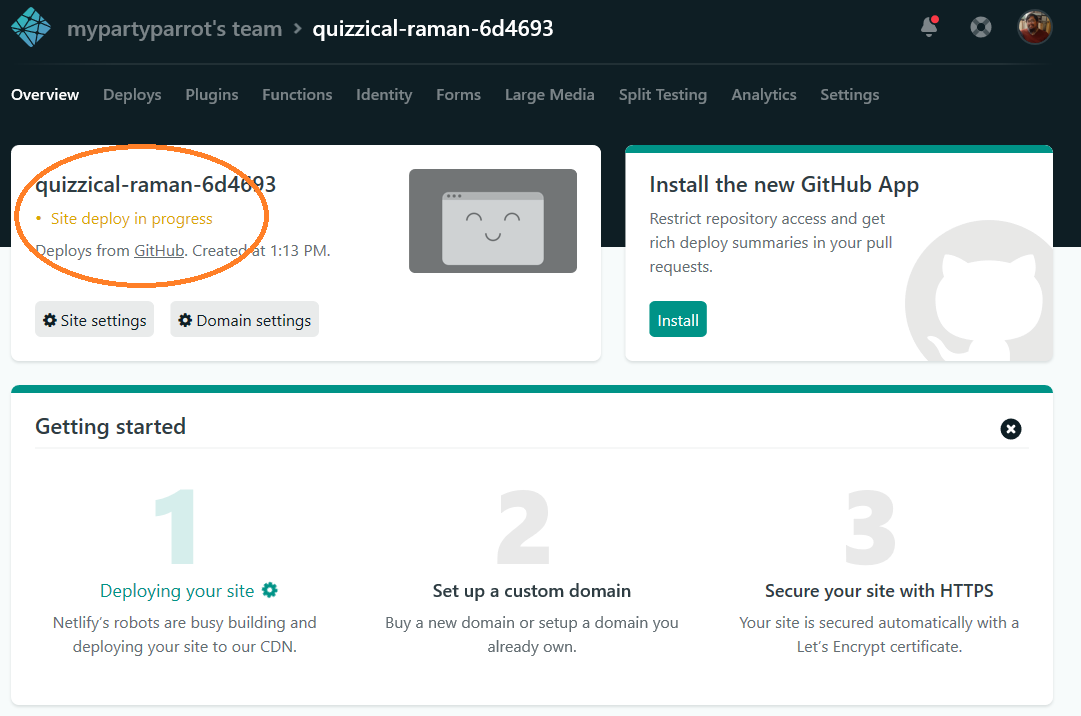 mypartyparrot's team > quizzical-raman-6d4693
Overview Deploys Plugins Functions Identity Forms Large Media Split Testing Analytics Settings
quizzical-raman-6d4693
• Site deploy in progress
Deploys from GitHub. Created at 1:13 PM.
Site settings
Domain settings
Install the new GitHub App
Restrict repository access and get
rich deploy summaries in your pull
requests.
Install
Getting started
1
Deploying your site
Netlify’s robots are busy building and
deploying your site to our CDN.
2
Set up a custom domain
Buy a new domain or setup a domain you
already own.
3
Secure your site with HTTPS
Your site is secured automatically with a
Let’s Encrypt certificate.